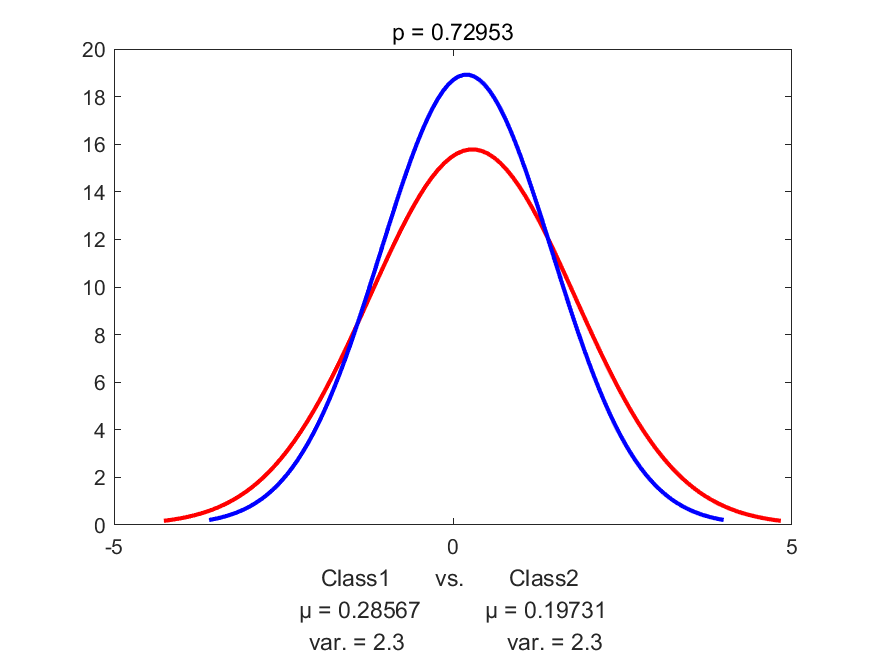 p = 0.72953
20
18
16
14
12
10
8
6
4
2
0
-5 0 5
Class1 vs. Class2
μ = 0.28567 μ = 0.19731
var. = 2.3 var. = 2.3